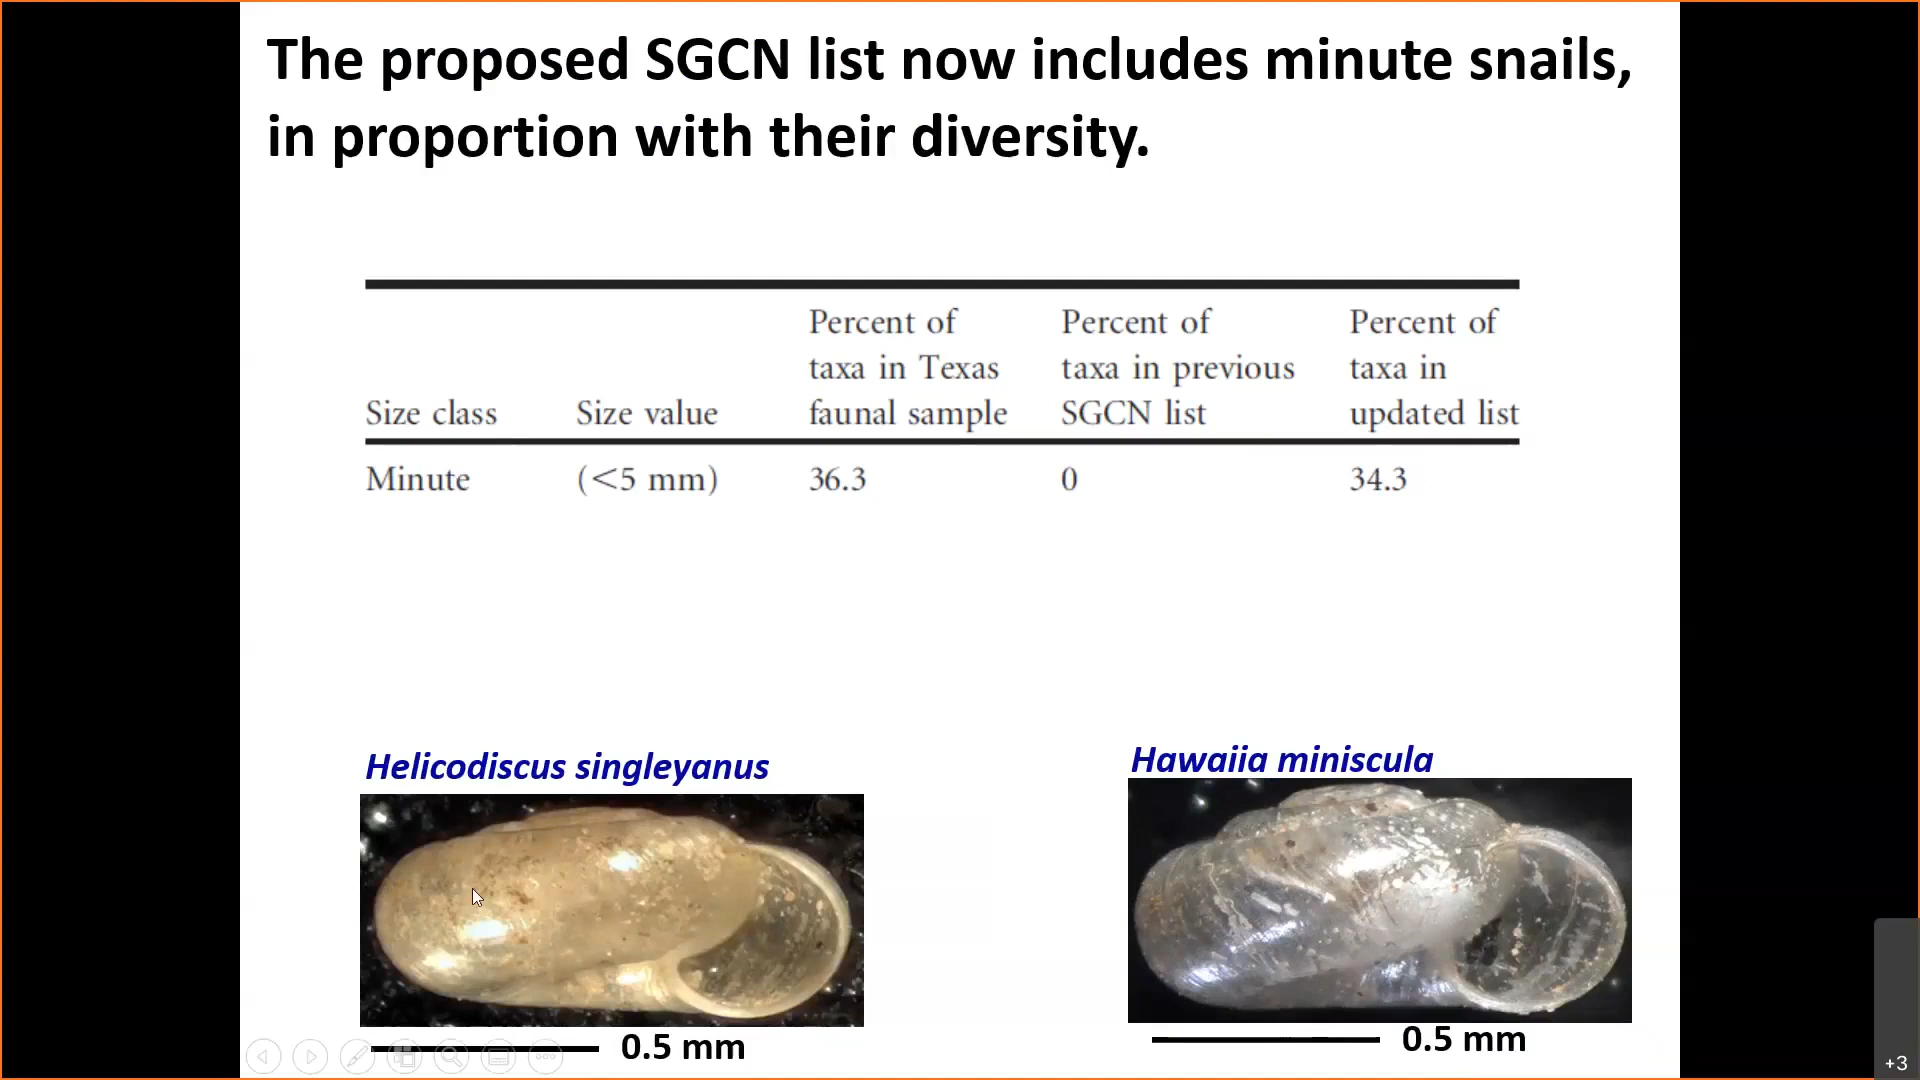 The proposed SGCN list now includes minute snails,
in proportion with their diversity.
Percent of Percent of Percent of
taxa in Texas taxa in previous taxa in
Size class Size value faunal sample SGCN list updated list
Minute (<5 mm) 36.3 0 34.3
Helicodiscus singleyanus
Hawaiia miniscula
0.5 mm
0.5 mm
+3